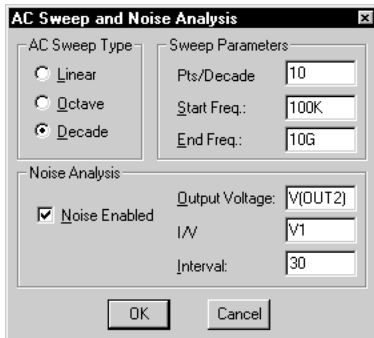 AC Sweep and Noise Analysis
AC Sweep Type
Linear
Octave
Decade
Sweep Parameters
Pts/Decade 10
Start Freq.: 100K
End Freq.: 10G
Noise Analysis
Noise Enabled
Output Voltage: V(OUT2)
I/V V1
Interval: 30
OK Cancel